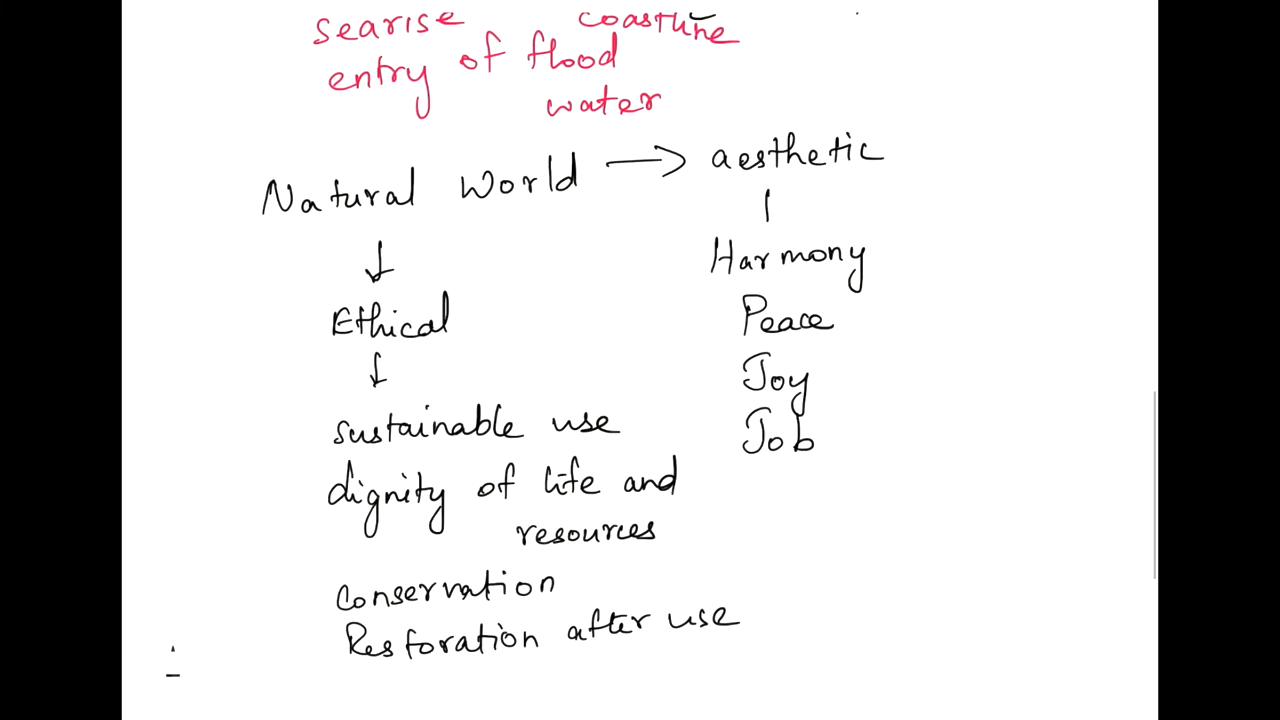 searise coastline
entry of flood
water
Natural World → aesthetic
Harmony
Ethical
Peace
Joy
sustainable use
Job
dignity of life and
resources
Conservation
Restoration after use